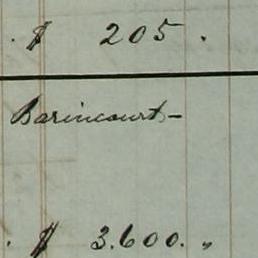 . $ 205 .
Barincourt –
. $ 3.600. "